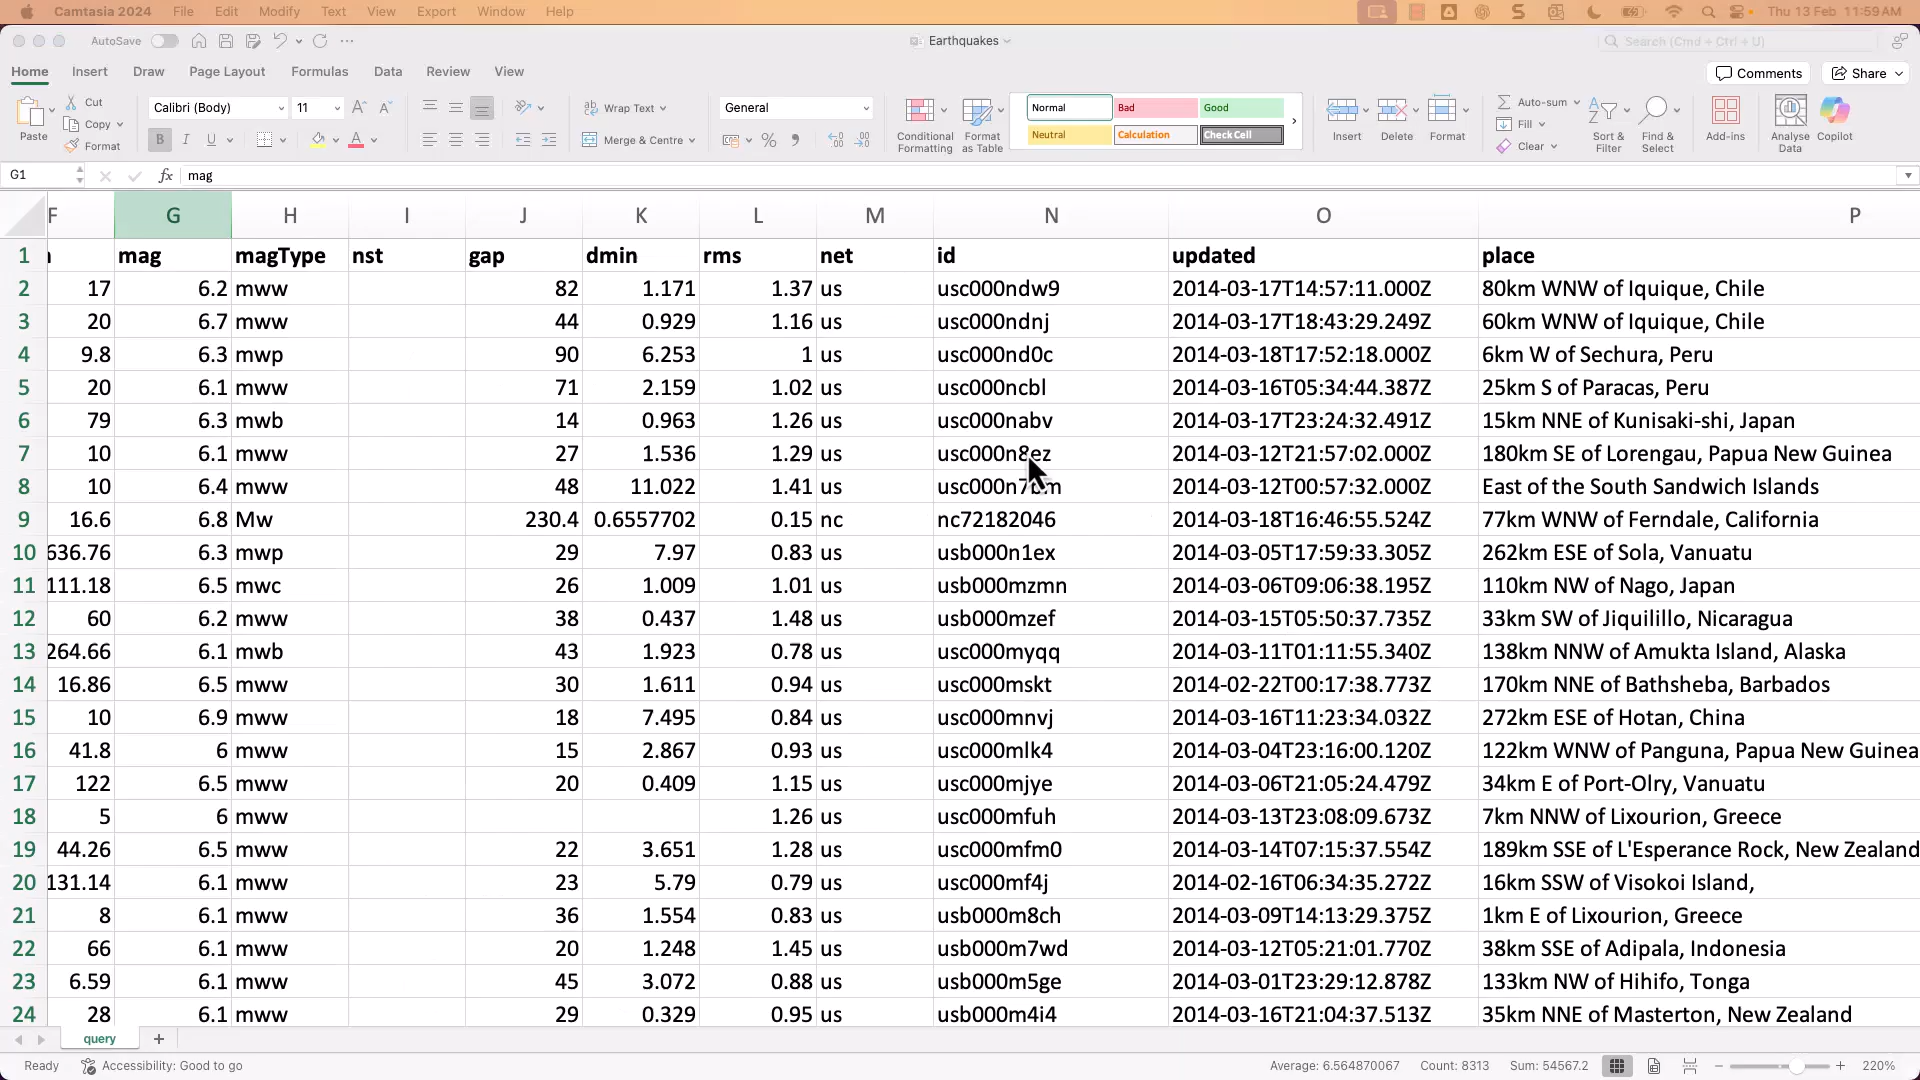 Camtasia 2024 File Edit Modify Text View Export Window Help Thu 13 Feb 11:59 AM
AutoSave Earthquakes Search (Cmd + Ctrl + U)
Home Insert Draw Page Layout Formulas Data Review View Comments Share
Paste Cut Copy Format
Calibri (Body) 11
B I U
Wrap Text
Merge & Centre
General
Conditional Formatting
Format as Table
Normal Bad Good
Neutral Calculation Check Cell
Insert Delete Format
Auto-sum
Fill
Clear
Sort & Filter
Find & Select
Add-ins
Analyse Data
Copilot
G1 fx mag
F G H I J K L M N O P
1 mag magType nst gap dmin rms net id updated place
2 17 6.2 mww 82 1.171 1.37 us usc000ndw9 2014-03-17T14:57:11.000Z 80km WNW of Iquique, Chile
3 20 6.7 mww 44 0.929 1.16 us usc000ndnj 2014-03-17T18:43:29.249Z 60km WNW of Iquique, Chile
4 9.8 6.3 mwp 90 6.253 1 us usc000nd0c 2014-03-18T17:52:18.000Z 6km W of Sechura, Peru
5 20 6.1 mww 71 2.159 1.02 us usc000ncbl 2014-03-16T05:34:44.387Z 25km S of Paracas, Peru
6 79 6.3 mwb 14 0.963 1.26 us usc000nabv 2014-03-17T23:24:32.491Z 15km NNE of Kunisaki-shi, Japan
7 10 6.1 mww 27 1.536 1.29 us usc000n8ez 2014-03-12T21:57:02.000Z 180km SE of Lorengau, Papua New Guinea
8 10 6.4 mww 48 11.022 1.41 us 2014-03-12T00:57:32.000Z East of the South Sandwich Islands
9 16.6 6.8 Mw 230.4 0.6557702 0.15 nc nc72182046 2014-03-18T16:46:55.524Z 77km WNW of Ferndale, California
10 636.76 6.3 mwp 29 7.97 0.83 us usb000n1ex 2014-03-05T17:59:33.305Z 262km ESE of Sola, Vanuatu
11 111.18 6.5 mwc 26 1.009 1.01 us usb000mzmn 2014-03-06T09:06:38.195Z 110km NW of Nago, Japan
12 60 6.2 mww 38 0.437 1.48 us usb000mzef 2014-03-15T05:50:37.735Z 33km SW of Jiquilillo, Nicaragua
13 264.66 6.1 mwb 43 1.923 0.78 us usc000myqq 2014-03-11T01:11:55.340Z 138km NNW of Amukta Island, Alaska
14 16.86 6.5 mww 30 1.611 0.94 us usc000mskt 2014-02-22T00:17:38.773Z 170km NNE of Bathsheba, Barbados
15 10 6.9 mww 18 7.495 0.84 us usc000mnvj 2014-03-16T11:23:34.032Z 272km ESE of Hotan, China
16 41.8 6 mww 15 2.867 0.93 us usc000mlk4 2014-03-04T23:16:00.120Z 122km WNW of Panguna, Papua New Guinea
17 122 6.5 mww 20 0.409 1.15 us usc000mjye 2014-03-06T21:05:24.479Z 34km E of Port-Olry, Vanuatu
18 5 6 mww 1.26 us usc000mfuh 2014-03-13T23:08:09.673Z 7km NNW of Lixourion, Greece
19 44.26 6.5 mww 22 3.651 1.28 us usc000mfm0 2014-03-14T07:15:37.554Z 189km SSE of L'Esperance Rock, New Zealand
20 131.14 6.1 mww 23 5.79 0.79 us usc000mf4j 2014-02-16T06:34:35.272Z 16km SSW of Visokoi Island,
21 8 6.1 mww 36 1.554 0.83 us usb000m8ch 2014-03-09T14:13:29.375Z 1km E of Lixourion, Greece
22 66 6.1 mww 20 1.248 1.45 us usb000m7wd 2014-03-12T05:21:01.770Z 38km SSE of Adipala, Indonesia
23 6.59 6.1 mww 45 3.072 0.88 us usb000m5ge 2014-03-01T23:29:12.878Z 133km NW of Hihifo, Tonga
24 28 6.1 mww 29 0.329 0.95 us usb000m4i4 2014-03-16T21:04:37.513Z 35km NNE of Masterton, New Zealand
query
Ready Accessibility: Good to go Average: 6.564870067 Count: 8313 Sum: 54567.2 220%